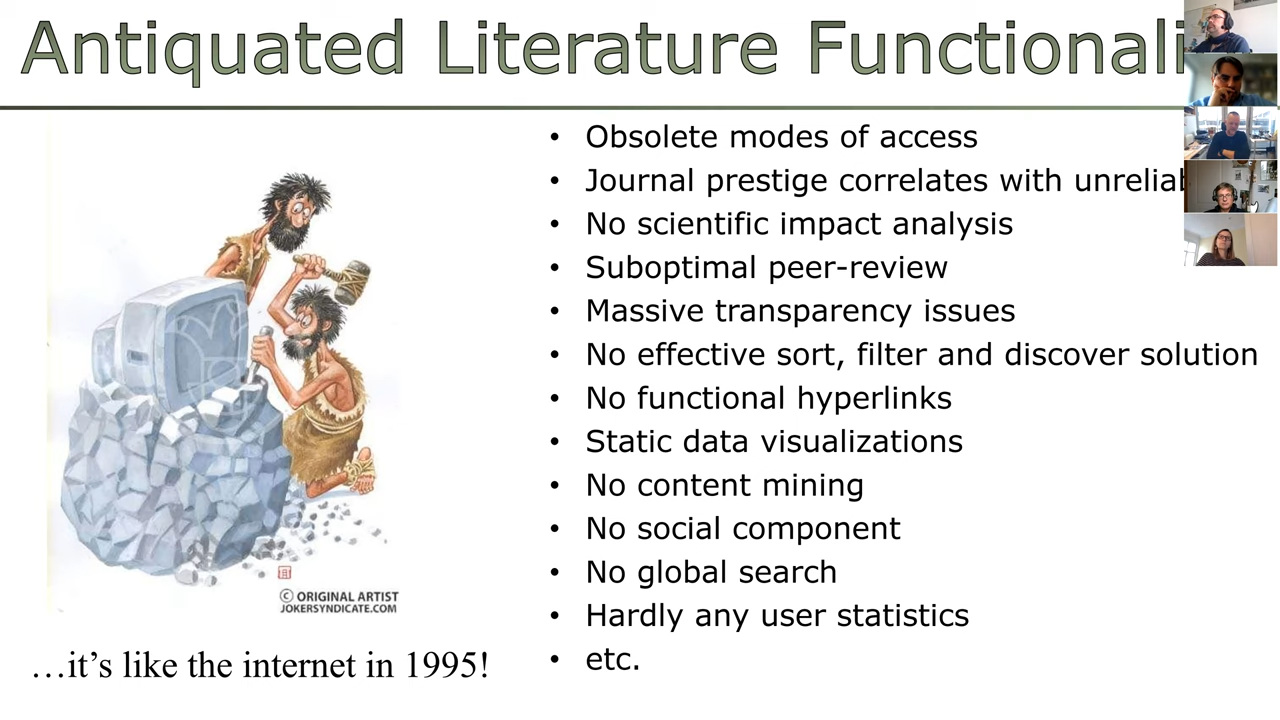 Antiquated Literature Functionali
• Obsolete modes of access
• Journal prestige correlates with
• No scientific impact analysis
• Suboptimal peer-review
• Massive transparency issues
• No effective sort, filter and discover solution
• No functional hyperlinks
• Static data visualizations
• No content mining
• No social component
• No global search
• Hardly any user statistics
• etc.
© ORIGINAL ARTIST
JOKERSYNDICATE.COM
…it’s like the internet in 1995!